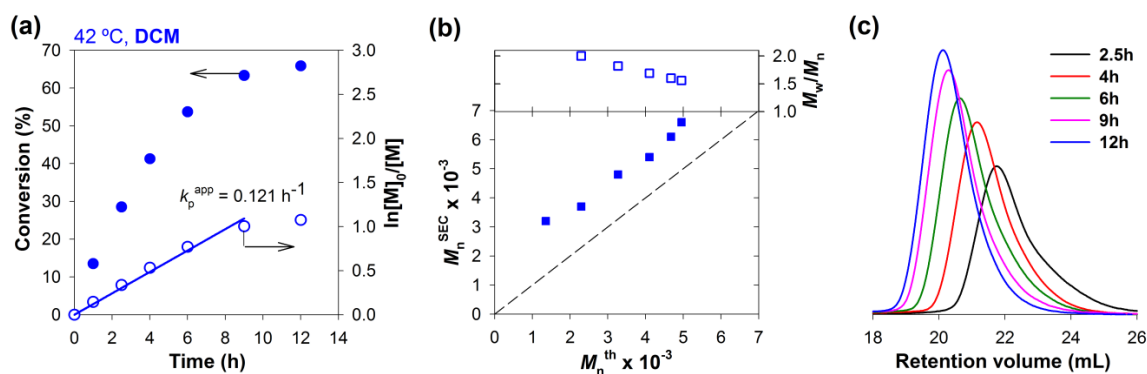 (a)
42 ºC, DCM
70
60
50
40
30
20
10
0
Conversion (%)
3.0
2.5
2.0
1.5
1.0
0.5
0.0
ln[M]0/[M]
kp^app = 0.121 h^-1
0 2 4 6 8 10 12 14
Time (h)
(b)
2.0
1.5
1.0
Mw/Mn
7
6
5
4
3
2
1
0
Mn^SEC x 10^-3
0 1 2 3 4 5 6 7
Mn^th x 10^-3
(c)
2.5h
4h
6h
9h
12h
18 20 22 24 26
Retention volume (mL)